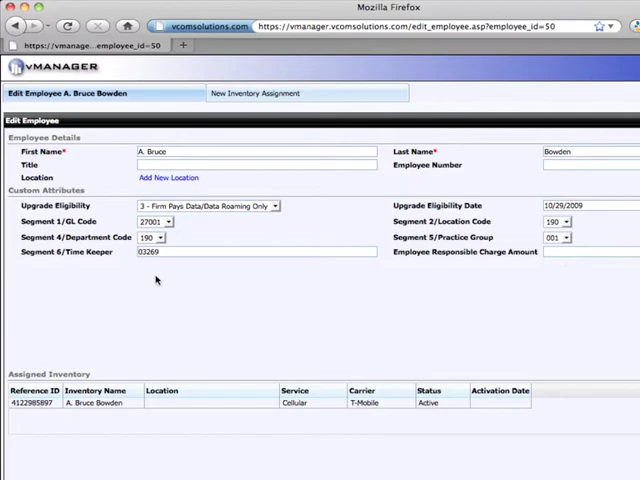 Mozilla Firefox
vcomsolutions.com https://vmanager.vcomsolutions.com/edit_employee.asp?employee_id=50
https://vmanage...employee_id=50
vMANAGER
Edit Employee A. Bruce Bowden New Inventory Assignment
Edit Employee
Employee Details
First Name* A. Bruce Last Name* Bowden
Title Employee Number
Location Add New Location
Custom Attributes
Upgrade Eligibility 3 - Firm Pays Data/Data Roaming Only Upgrade Eligibility Date 10/29/2009
Segment 1/GL Code 27001 Segment 2/Location Code 190
Segment 4/Department Code 190 Segment 5/Practice Group 001
Segment 6/Time Keeper 03269 Employee Responsible Charge Amount
Assigned Inventory
Reference ID Inventory Name Location Service Carrier Status Activation Date
4122985897 A. Bruce Bowden Cellular T-Mobile Active